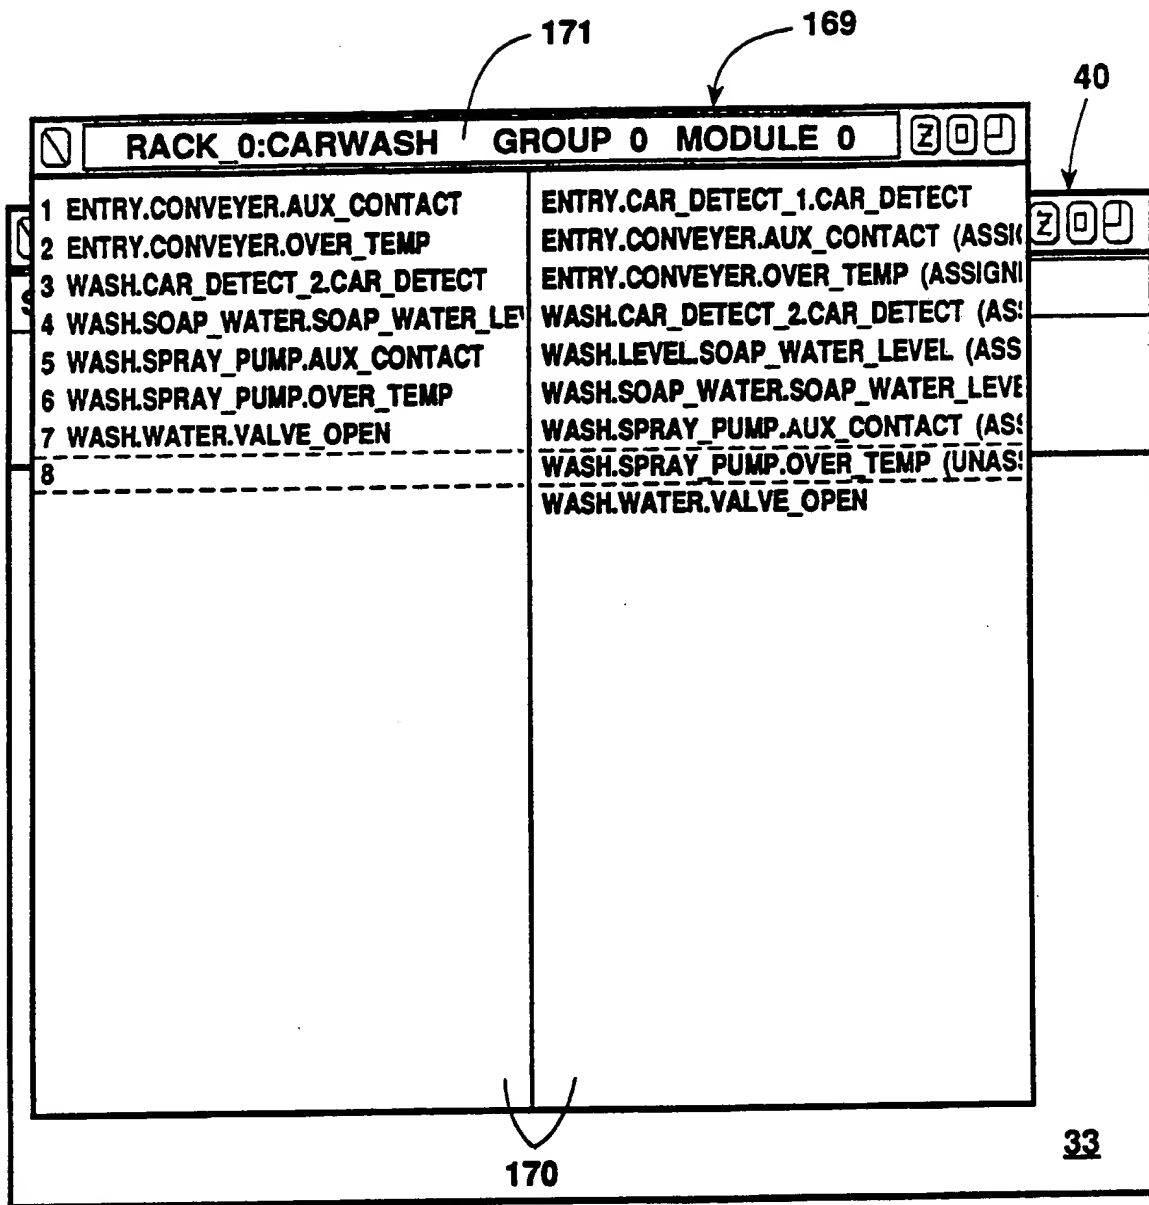 171
169
40
RACK_0:CARWASH GROUP 0 MODULE 0
Z
1 ENTRY.CONVEYER.AUX_CONTACT
2 ENTRY.CONVEYER.OVER_TEMP
3 WASH.CAR_DETECT_2.CAR_DETECT
4 WASH.SOAP_WATER.SOAP_WATER_LE
5 WASH.SPRAY_PUMP.AUX_CONTACT
6 WASH.SPRAY_PUMP.OVER_TEMP
7 WASH.WATER.VALVE_OPEN
8
ENTRY.CAR_DETECT_1.CAR_DETECT
ENTRY.CONVEYER.AUX_CONTACT (ASSI
ENTRY.CONVEYER.OVER_TEMP (ASSIGN
WASH.CAR_DETECT_2.CAR_DETECT (AS
WASH.LEVEL.SOAP_WATER_LEVEL (ASS
WASH.SOAP_WATER.SOAP_WATER_LEVE
WASH.SPRAY_PUMP.AUX_CONTACT (ASS
WASH.SPRAY_PUMP.OVER_TEMP (UNAS
WASH.WATER.VALVE_OPEN
Z
170
33